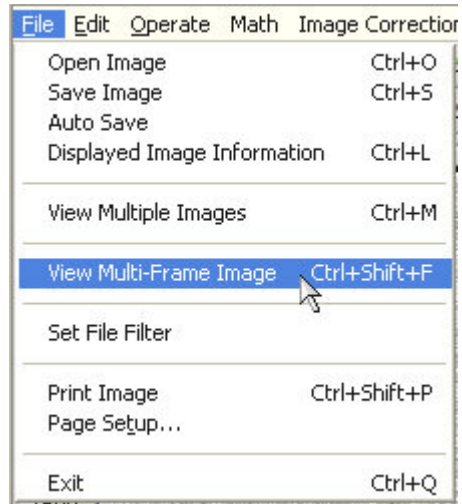 File Edit Operate Math Image Correction
Open Image Ctrl+O
Save Image Ctrl+S
Auto Save
Displayed Image Information Ctrl+L
View Multiple Images Ctrl+M
View Multi-Frame Image Ctrl+Shift+F
Set File Filter
Print Image Ctrl+Shift+P
Page Setup...
Exit Ctrl+Q